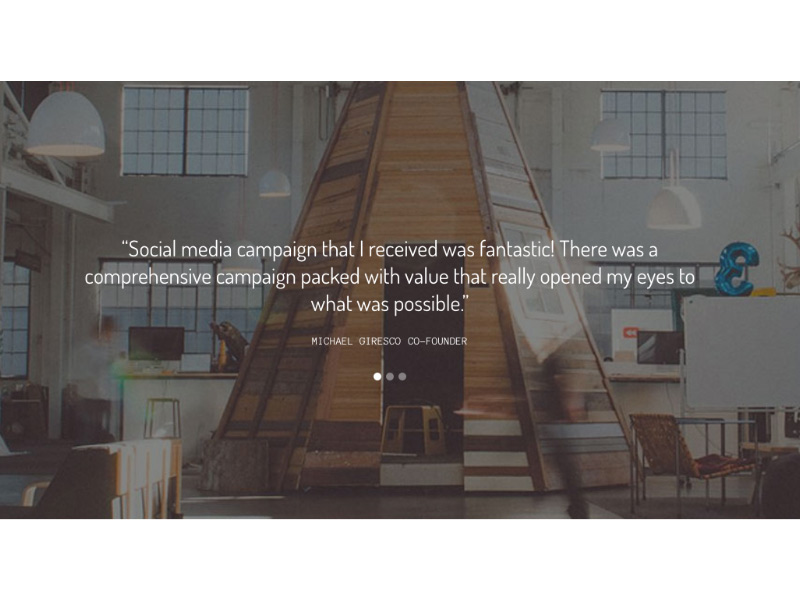 “Social media campaign that I received was fantastic! There was a
comprehensive campaign packed with value that really opened my eyes to
what was possible.”
MICHAEL GIRESCO CO-FOUNDER